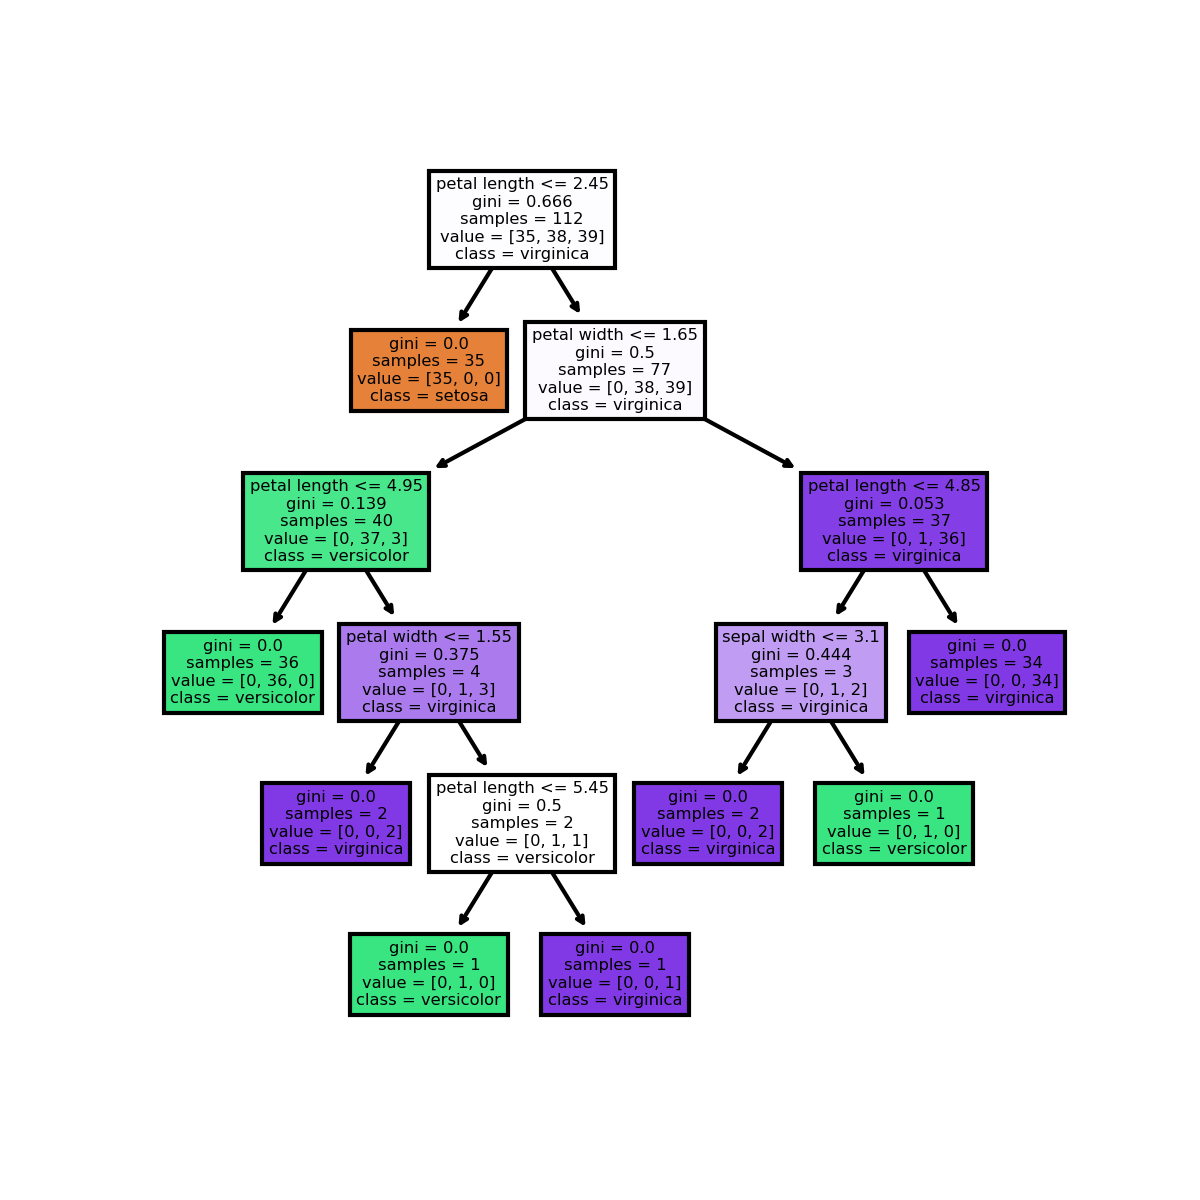 petal length <= 2.45
gini = 0.666
samples = 112
value = [35, 38, 39]
class = virginica
gini = 0.0
samples = 35
value = [35, 0, 0]
class = setosa
petal width <= 1.65
gini = 0.5
samples = 77
value = [0, 38, 39]
class = virginica
petal length <= 4.95
gini = 0.139
samples = 40
value = [0, 37, 3]
class = versicolor
petal length <= 4.85
gini = 0.053
samples = 37
value = [0, 1, 36]
class = virginica
gini = 0.0
samples = 36
value = [0, 36, 0]
class = versicolor
petal width <= 1.55
gini = 0.375
samples = 4
value = [0, 1, 3]
class = virginica
sepal width <= 3.1
gini = 0.444
samples = 3
value = [0, 1, 2]
class = virginica
gini = 0.0
samples = 34
value = [0, 0, 34]
class = virginica
gini = 0.0
samples = 2
value = [0, 0, 2]
class = virginica
petal length <= 5.45
gini = 0.5
samples = 2
value = [0, 1, 1]
class = versicolor
gini = 0.0
samples = 2
value = [0, 0, 2]
class = virginica
gini = 0.0
samples = 1
value = [0, 1, 0]
class = versicolor
gini = 0.0
samples = 1
value = [0, 1, 0]
class = versicolor
gini = 0.0
samples = 1
value = [0, 0, 1]
class = virginica